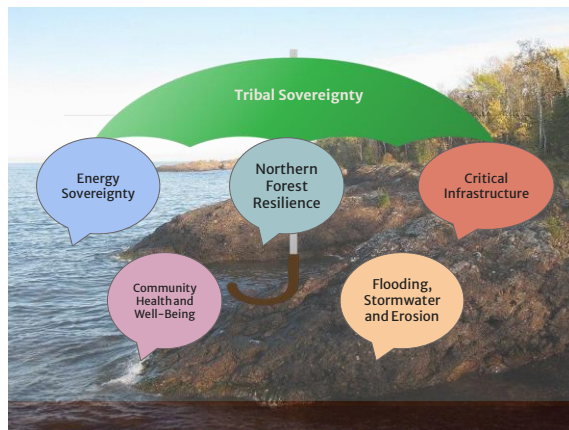 Tribal Sovereignty
Energy
Sovereignty
Northern
Forest
Resilience
Critical
Infrastructure
Community
Health and
Well-Being
Flooding,
Stormwater
and Erosion